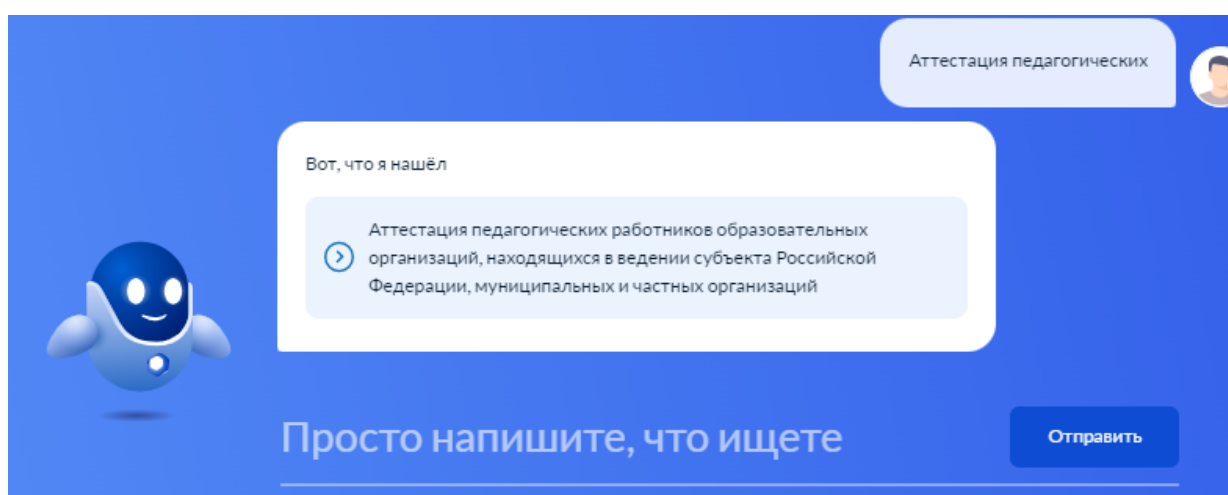 Аттестация педагогических
Вот, что я нашёл
Аттестация педагогических работников образовательных
организаций, находящихся в ведении субъекта Российской
Федерации, муниципальных и частных организаций
Просто напишите, что ищете
Отправить